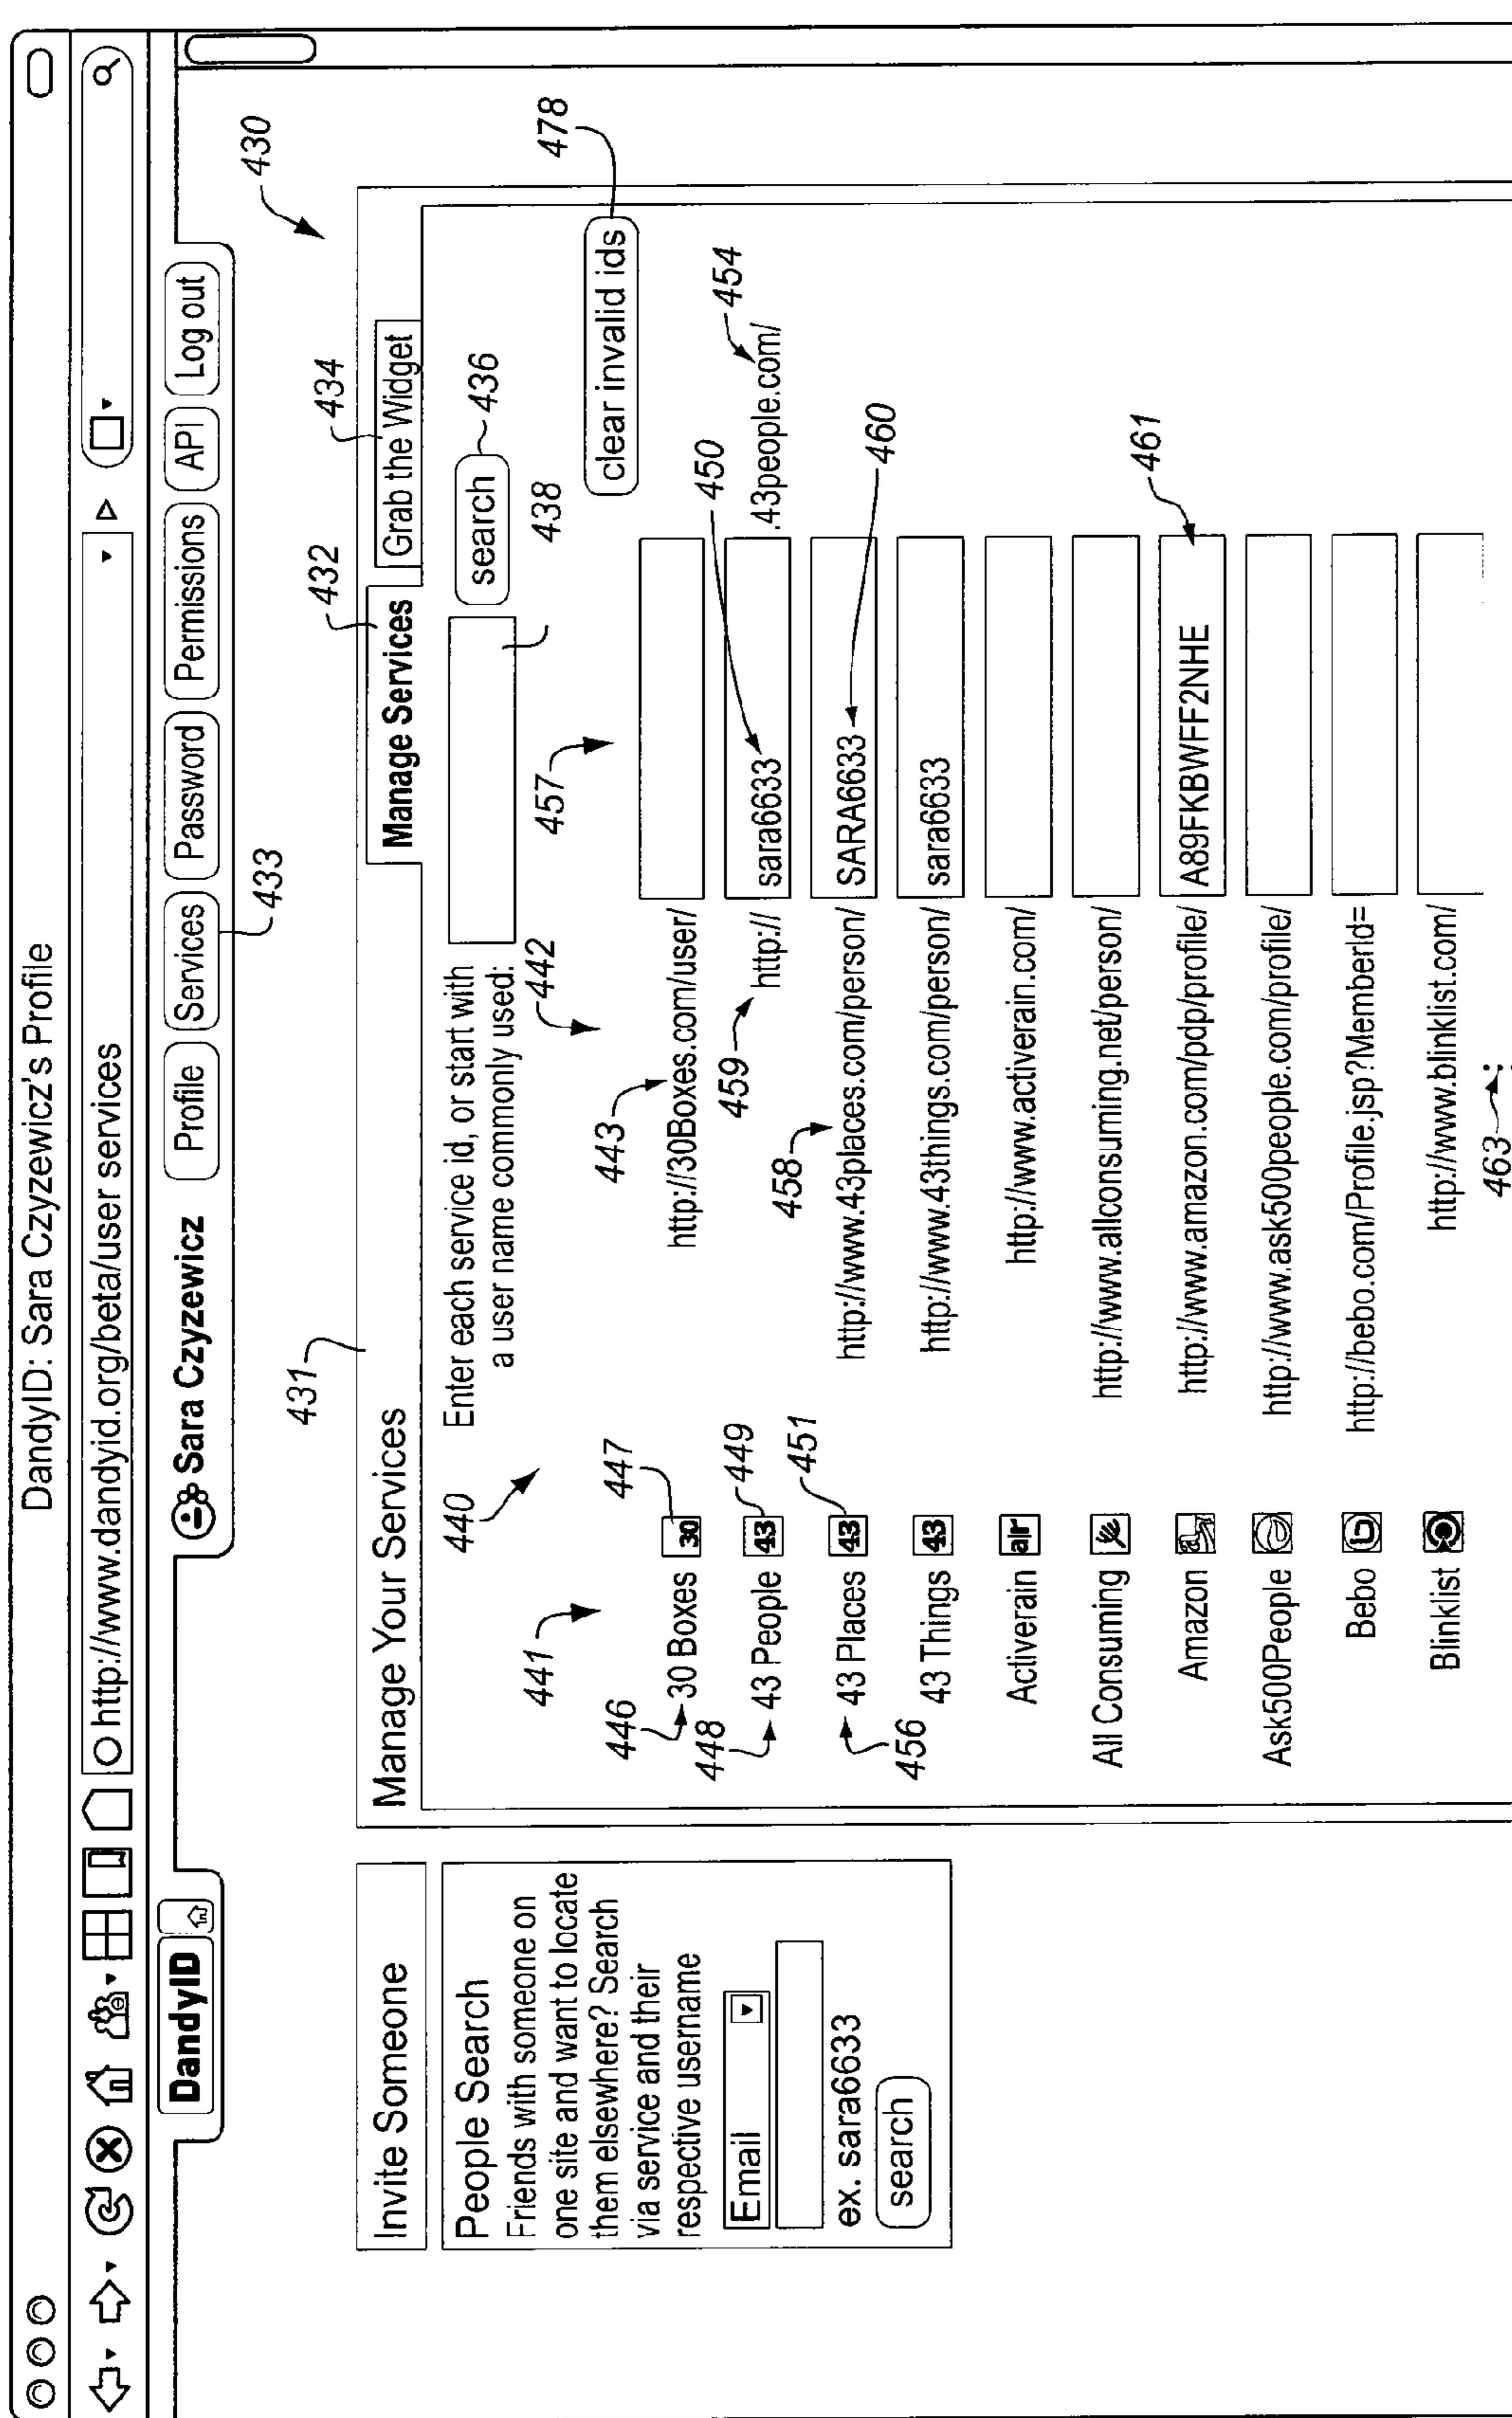 DandyID: Sara Czyzewicz's Profile
http://www.dandyid.org/beta/user services
DandyID
Sara Czyzewicz
Profile
Services
Password
Permissions
API
Log out
433
430
Invite Someone
People Search
Friends with someone on
one site and want to locate
them elsewhere? Search
via service and their
respective username
Email
ex. sara6633
search
431
432
434
Manage Your Services
Manage Services
Grab the Widget
Enter each service id, or start with
a user name commonly used:
search
436
438
440
441
442
457
478
clear invalid ids
446
447
443
30 Boxes 30 http://30Boxes.com/user/
448
449
459
450
454
43 People 43 http:// sara6633 .43people.com/
456
451
458
460
43 Places 43 http://www.43places.com/person/ SARA6633
43 Things 43 http://www.43things.com/person/ sara6633
Activerain ar http://www.activerain.com/
All Consuming http://www.allconsuming.net/person/
461
Amazon a http://www.amazon.com/pdp/profile/ A89FKBWFF2NHE
Ask500People http://www.ask500people.com/profile/
Bebo b http://bebo.com/Profile.jsp?MemberId=
Blinklist http://www.blinklist.com/
463